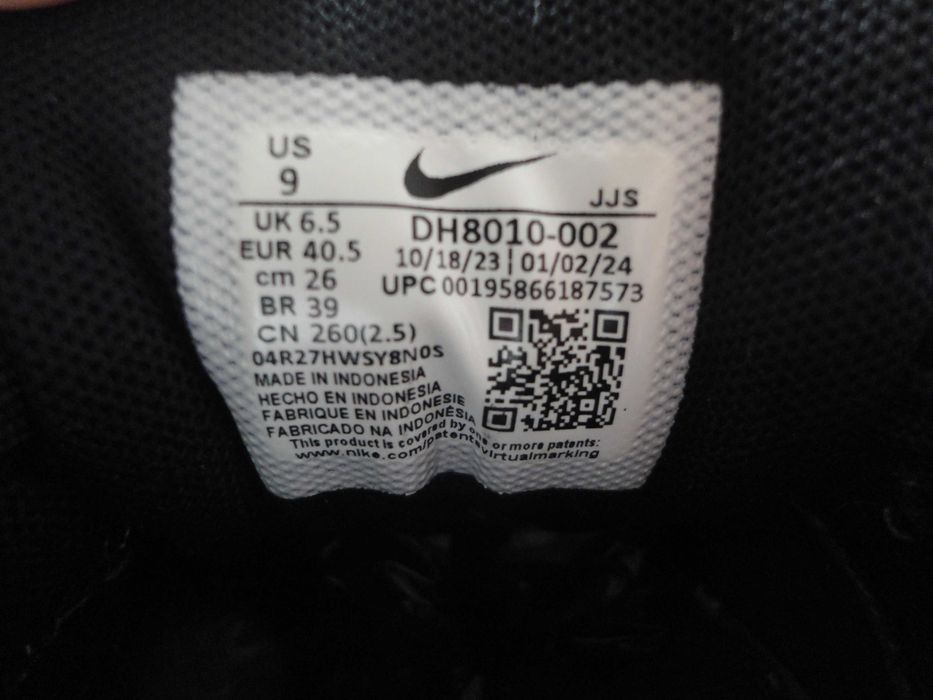 US
9
JJS
UK 6.5
EUR 40.5
cm 26
BR 39
CN 260(2.5)
DH8010-002
10/18/23 | 01/02/24
UPC 00195866187573
04R27HWSY8N0S
MADE IN INDONESIA
HECHO EN INDONESIA
FABRIQUE EN INDONESIE
FABRICADO NA INDONÉSIA
This product is covered by one or more patents:
www.nike.com/patentsvirtualmarking